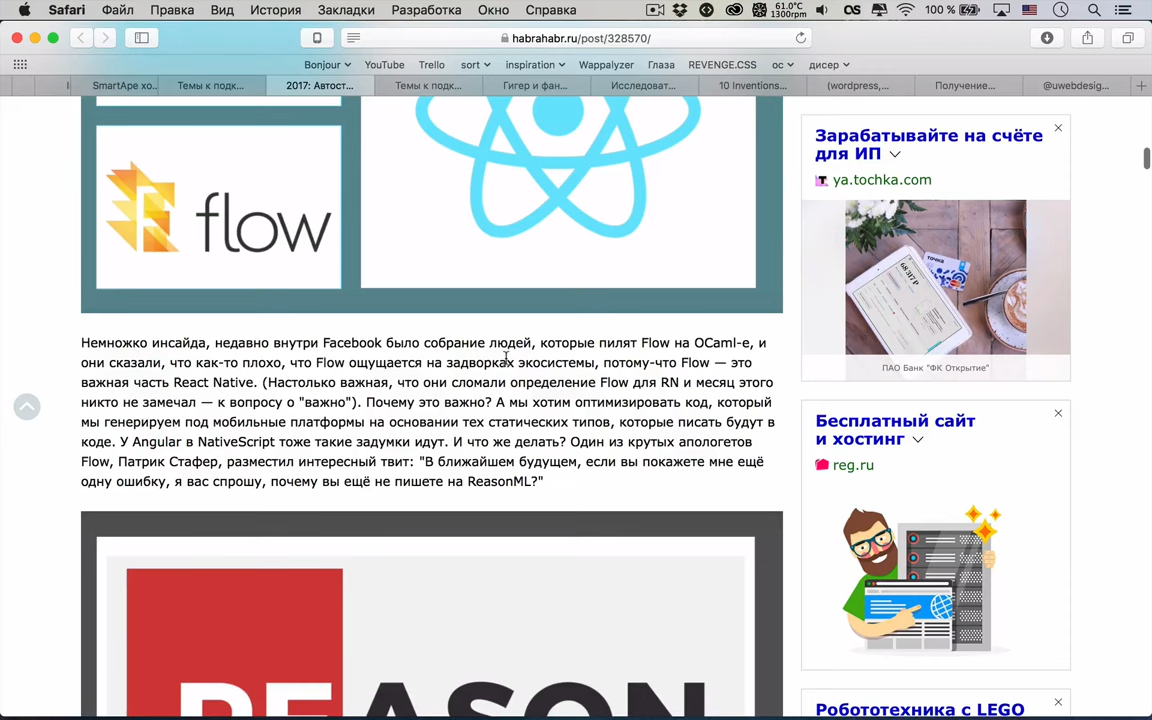 Safari Файл Правка Вид История Закладки Разработка Окно Справка 61.0°C 1300rpm 100 %
habrahabr.ru/post/328570/
Bonjour YouTube Trello sort inspiration Wappalyzer Глаза REVENGE.CSS ос дисер
SmartApe хо... Темы к подк... 2017: Автост... Темы к подк... Гигер и фан... Исследоват... 10 Inventions... (wordpress,... Получение... @uwebdesig...
flow
Немножко инсайда, недавно внутри Facebook было собрание людей, которые пилят Flow на OCaml-е, и
они сказали, что как-то плохо, что Flow ощущается на задворках экосистемы, потому-что Flow — это
важная часть React Native. (Настолько важная, что они сломали определение Flow для RN и месяц этого
никто не замечал — к вопросу о "важно"). Почему это важно? А мы хотим оптимизировать код, который
мы генерируем под мобильные платформы на основании тех статических типов, которые писать будут в
коде. У Angular в NativeScript тоже такие задумки идут. И что же делать? Один из крутых апологетов
Flow, Патрик Стафер, разместил интересный твит: "В ближайшем будущем, если вы покажете мне ещё
одну ошибку, я вас спрошу, почему вы ещё не пишете на ReasonML?"
REASON
Зарабатывайте на счёте
для ИП
ya.tochka.com
точка
ПАО Банк "ФК Открытие"
Бесплатный сайт
и хостинг
reg.ru
Робототехника с LEGO